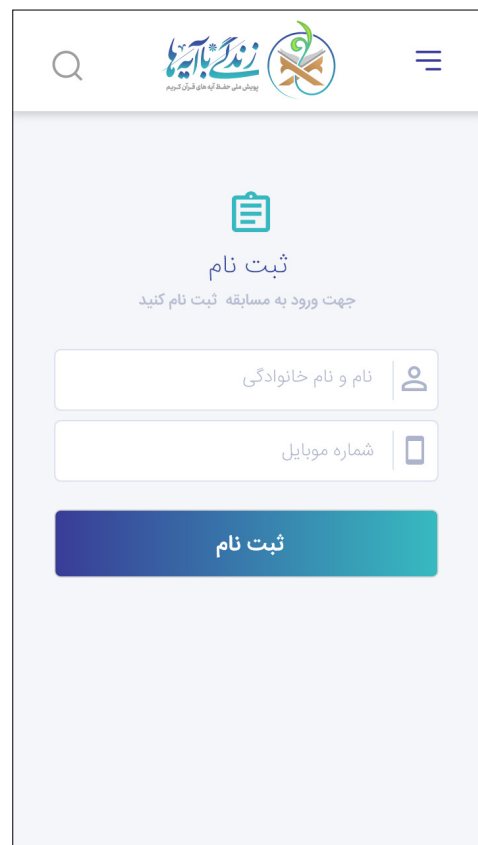 زندگی با آیه‌ها
پویش ملی حفظ آیه های قرآن کریم
ثبت نام
جهت ورود به مسابقه ثبت نام کنید
نام و نام خانوادگی
شماره موبایل
ثبت نام